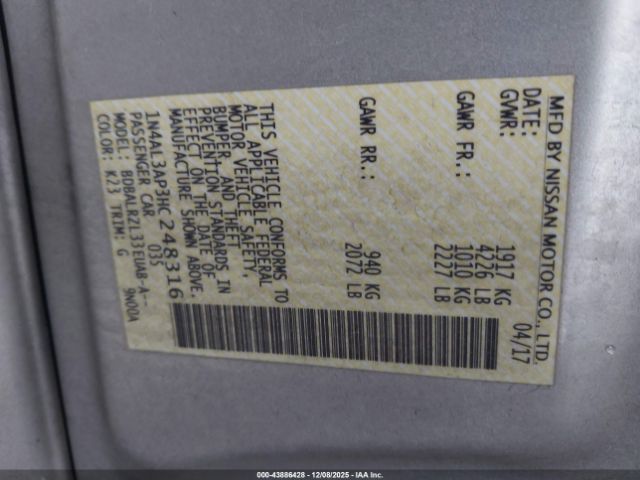 MFD BY NISSAN MOTOR CO., LTD.
DATE: 04/17
GVWR: 1917 KG
4226 LB
GAWR FR.: 1010 KG
2227 LB
GAWR RR.: 940 KG
2072 LB
THIS VEHICLE CONFORMS TO
ALL APPLICABLE FEDERAL
MOTOR VEHICLE SAFETY,
BUMPER, AND THEFT
PREVENTION STANDARDS IN
EFFECT ON THE DATE OF
MANUFACTURE SHOWN ABOVE.
1N4AL3AP3HC248316
PASSENGER CAR 035
MODEL: BDBALRZL33EUA8-A--
COLOR: K23 TRIM: G 9N00A
000-43886428 - 12/08/2025 - IAA Inc.